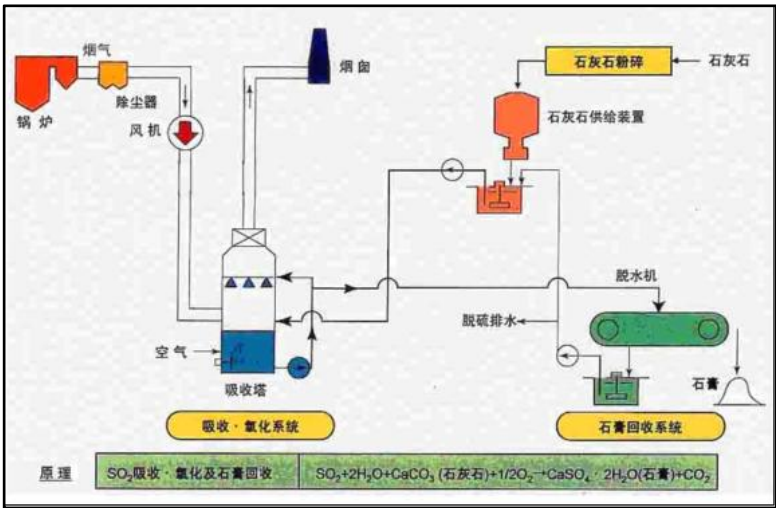 烟气
锅炉
除尘器
风机
烟囱
石灰石粉碎
石灰石
石灰石供给装置
空气
吸收塔
脱水机
脱硫排水
石膏
吸收·氧化系统
石膏回收系统
原理
SO₂吸收·氧化及石膏回收
SO₂+2H₂O+CaCO₃(石灰石)+1/2O₂→CaSO₄·2H₂O(石膏)+CO₂